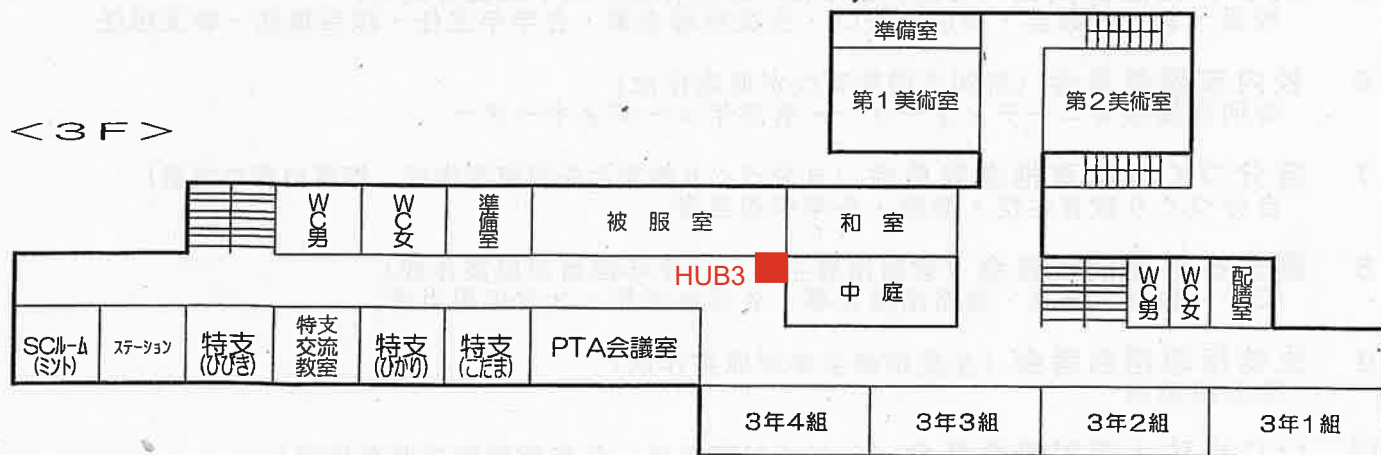 準備室
第1美術室
第2美術室
<3F>
WC男
WC女
準備室
被服室
和室
HUB3
中庭
WC男
WC女
配膳室
SCルーム
(ミント)
ステーション
特支
(ひびき)
特支
交流
教室
特支
(ひかり)
特支
(こだま)
PTA会議室
3年4組
3年3組
3年2組
3年1組